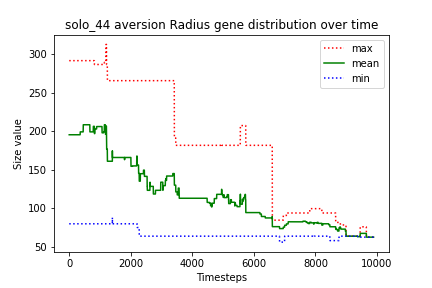 solo_44 aversion Radius gene distribution over time
max
mean
min
Size value
300
250
200
150
100
50
0
2000
4000
6000
8000
10000
Timesteps